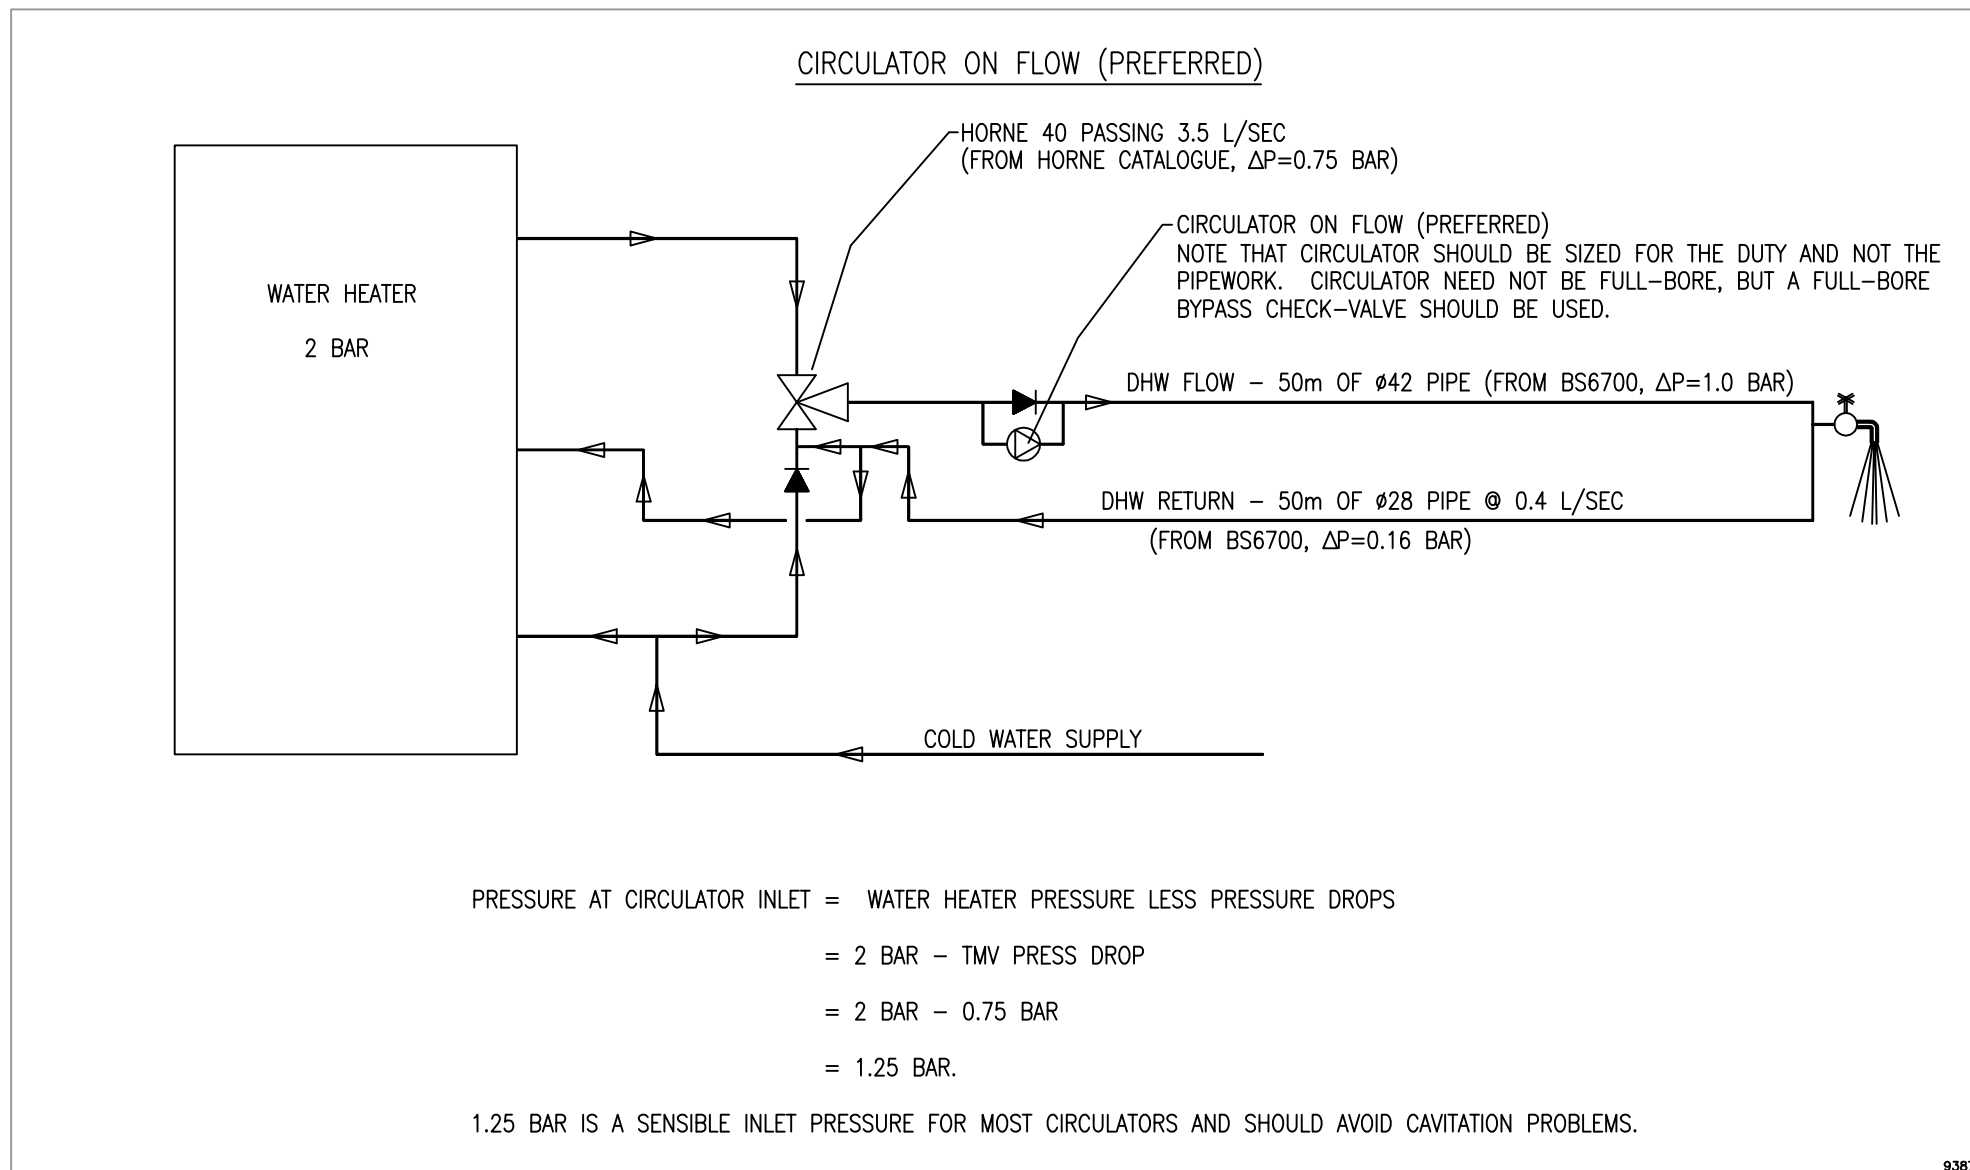 CIRCULATOR ON FLOW (PREFERRED)
HORNE 40 PASSING 3.5 L/SEC
(FROM HORNE CATALOGUE, ΔP=0.75 BAR)
CIRCULATOR ON FLOW (PREFERRED)
NOTE THAT CIRCULATOR SHOULD BE SIZED FOR THE DUTY AND NOT THE
PIPEWORK. CIRCULATOR NEED NOT BE FULL-BORE, BUT A FULL-BORE
BYPASS CHECK-VALVE SHOULD BE USED.
WATER HEATER
2 BAR
DHW FLOW - 50m OF ø42 PIPE (FROM BS6700, ΔP=1.0 BAR)
DHW RETURN - 50m OF ø28 PIPE @ 0.4 L/SEC
(FROM BS6700, ΔP=0.16 BAR)
COLD WATER SUPPLY
PRESSURE AT CIRCULATOR INLET = WATER HEATER PRESSURE LESS PRESSURE DROPS
= 2 BAR - TMV PRESS DROP
= 2 BAR - 0.75 BAR
= 1.25 BAR.
1.25 BAR IS A SENSIBLE INLET PRESSURE FOR MOST CIRCULATORS AND SHOULD AVOID CAVITATION PROBLEMS.